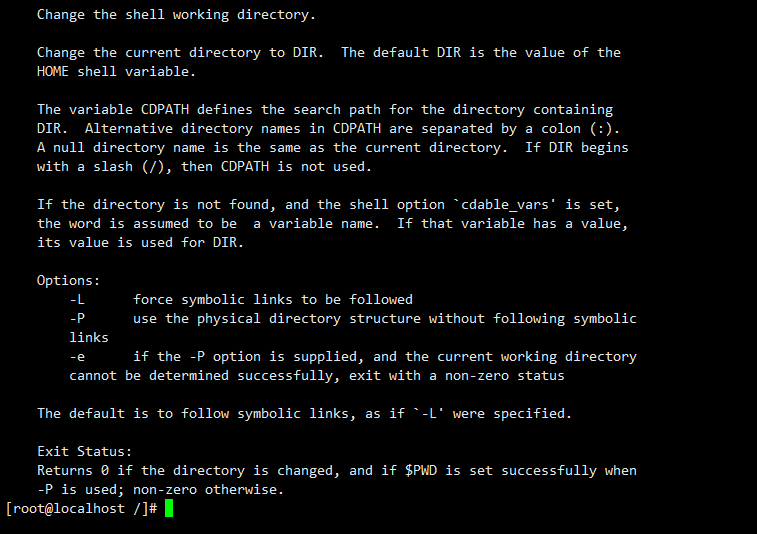 Change the shell working directory.
Change the current directory to DIR.  The default DIR is the value of the
HOME shell variable.
The variable CDPATH defines the search path for the directory containing
DIR.  Alternative directory names in CDPATH are separated by a colon (:).
A null directory name is the same as the current directory.  If DIR begins
with a slash (/), then CDPATH is not used.
If the directory is not found, and the shell option `cdable_vars' is set,
the word is assumed to be  a variable name.  If that variable has a value,
its value is used for DIR.
Options:
-L      force symbolic links to be followed
-P      use the physical directory structure without following symbolic
links
-e      if the -P option is supplied, and the current working directory
cannot be determined successfully, exit with a non-zero status
The default is to follow symbolic links, as if `-L' were specified.
Exit Status:
Returns 0 if the directory is changed, and if $PWD is set successfully when
-P is used; non-zero otherwise.
[root@localhost /]#